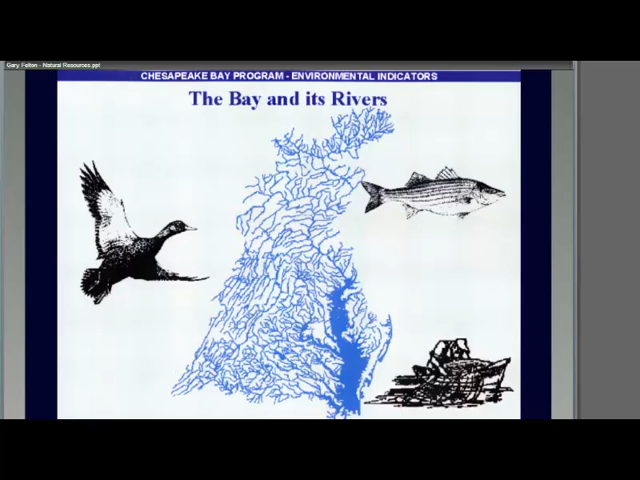 Gary Felton - Natural Resources.ppt
CHESAPEAKE BAY PROGRAM - ENVIRONMENTAL INDICATORS
The Bay and its Rivers